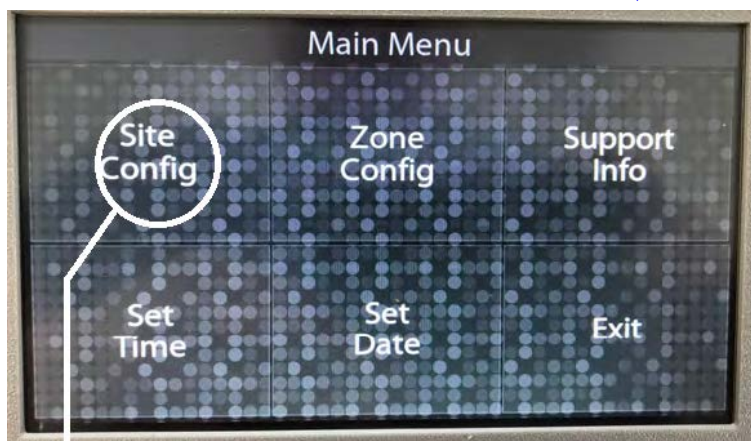 Main Menu
Site
Config
Zone
Config
Support
Info
Set
Time
Set
Date
Exit